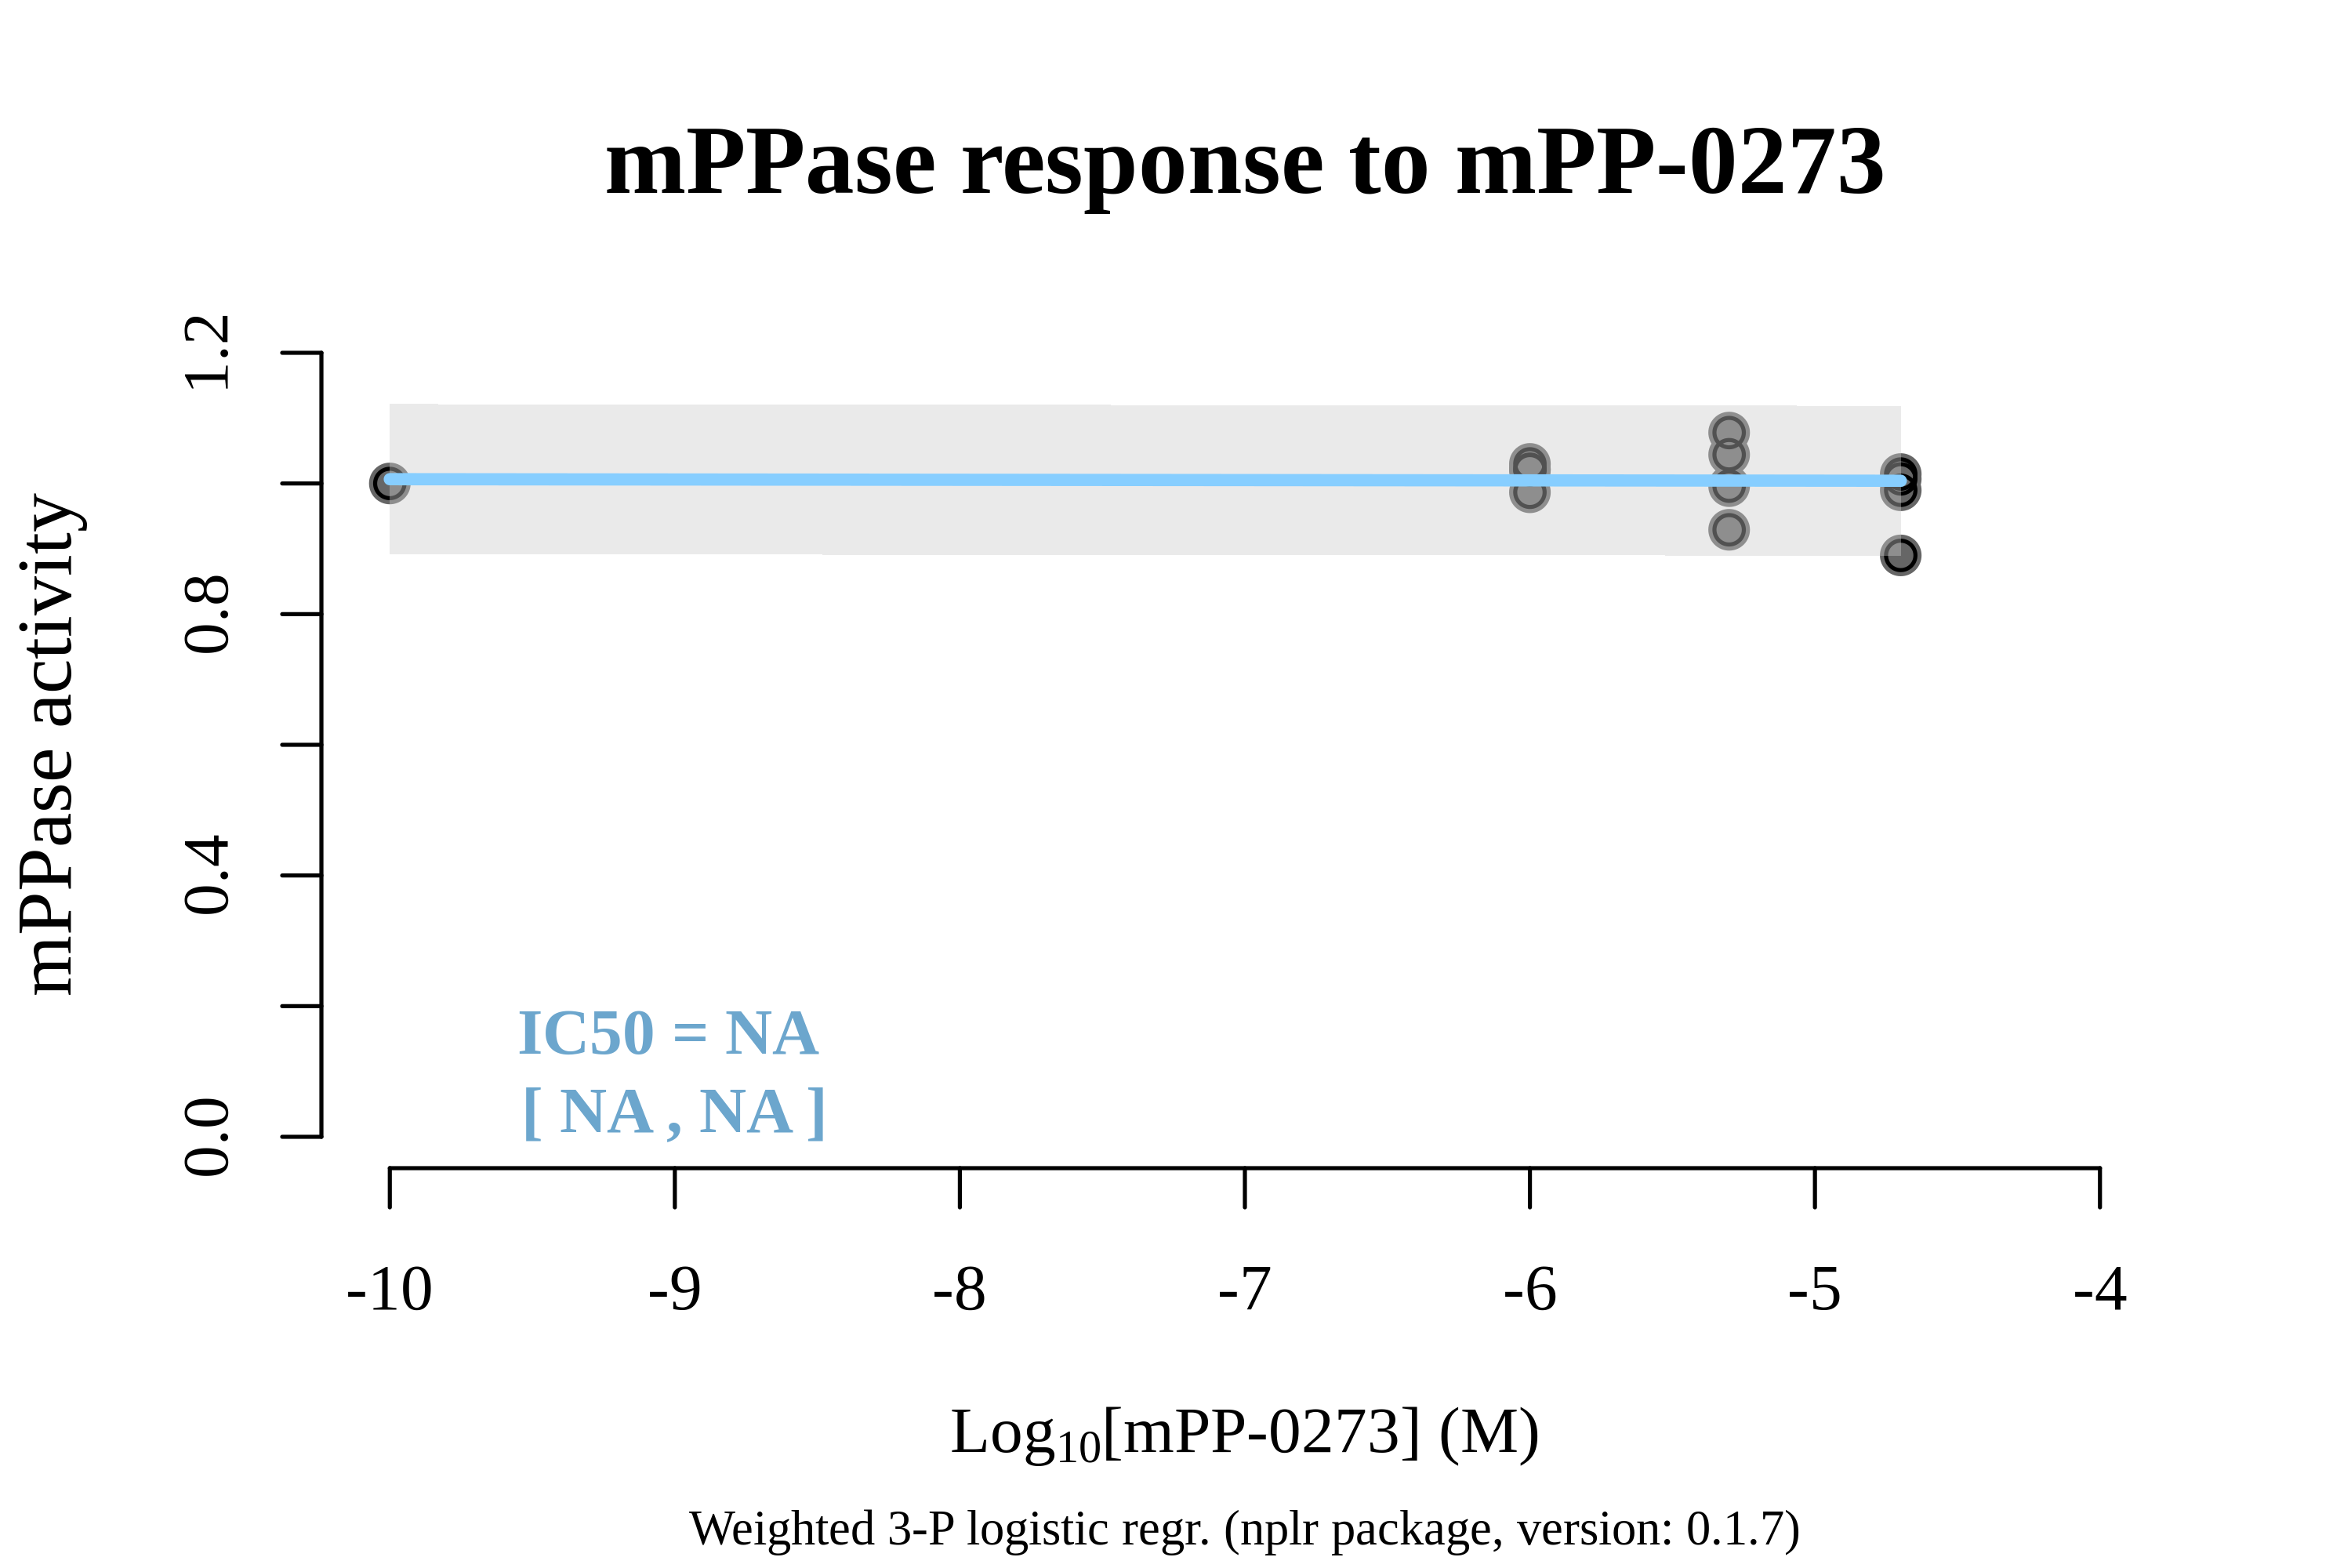 mPPase response to mPP-0273
mPPase activity
1.2
0.8
0.4
0.0
IC50 = NA
[ NA , NA ]
-10 -9 -8 -7 -6 -5 -4
Log10[mPP-0273] (M)
Weighted 3-P logistic regr. (nplr package, version: 0.1.7)